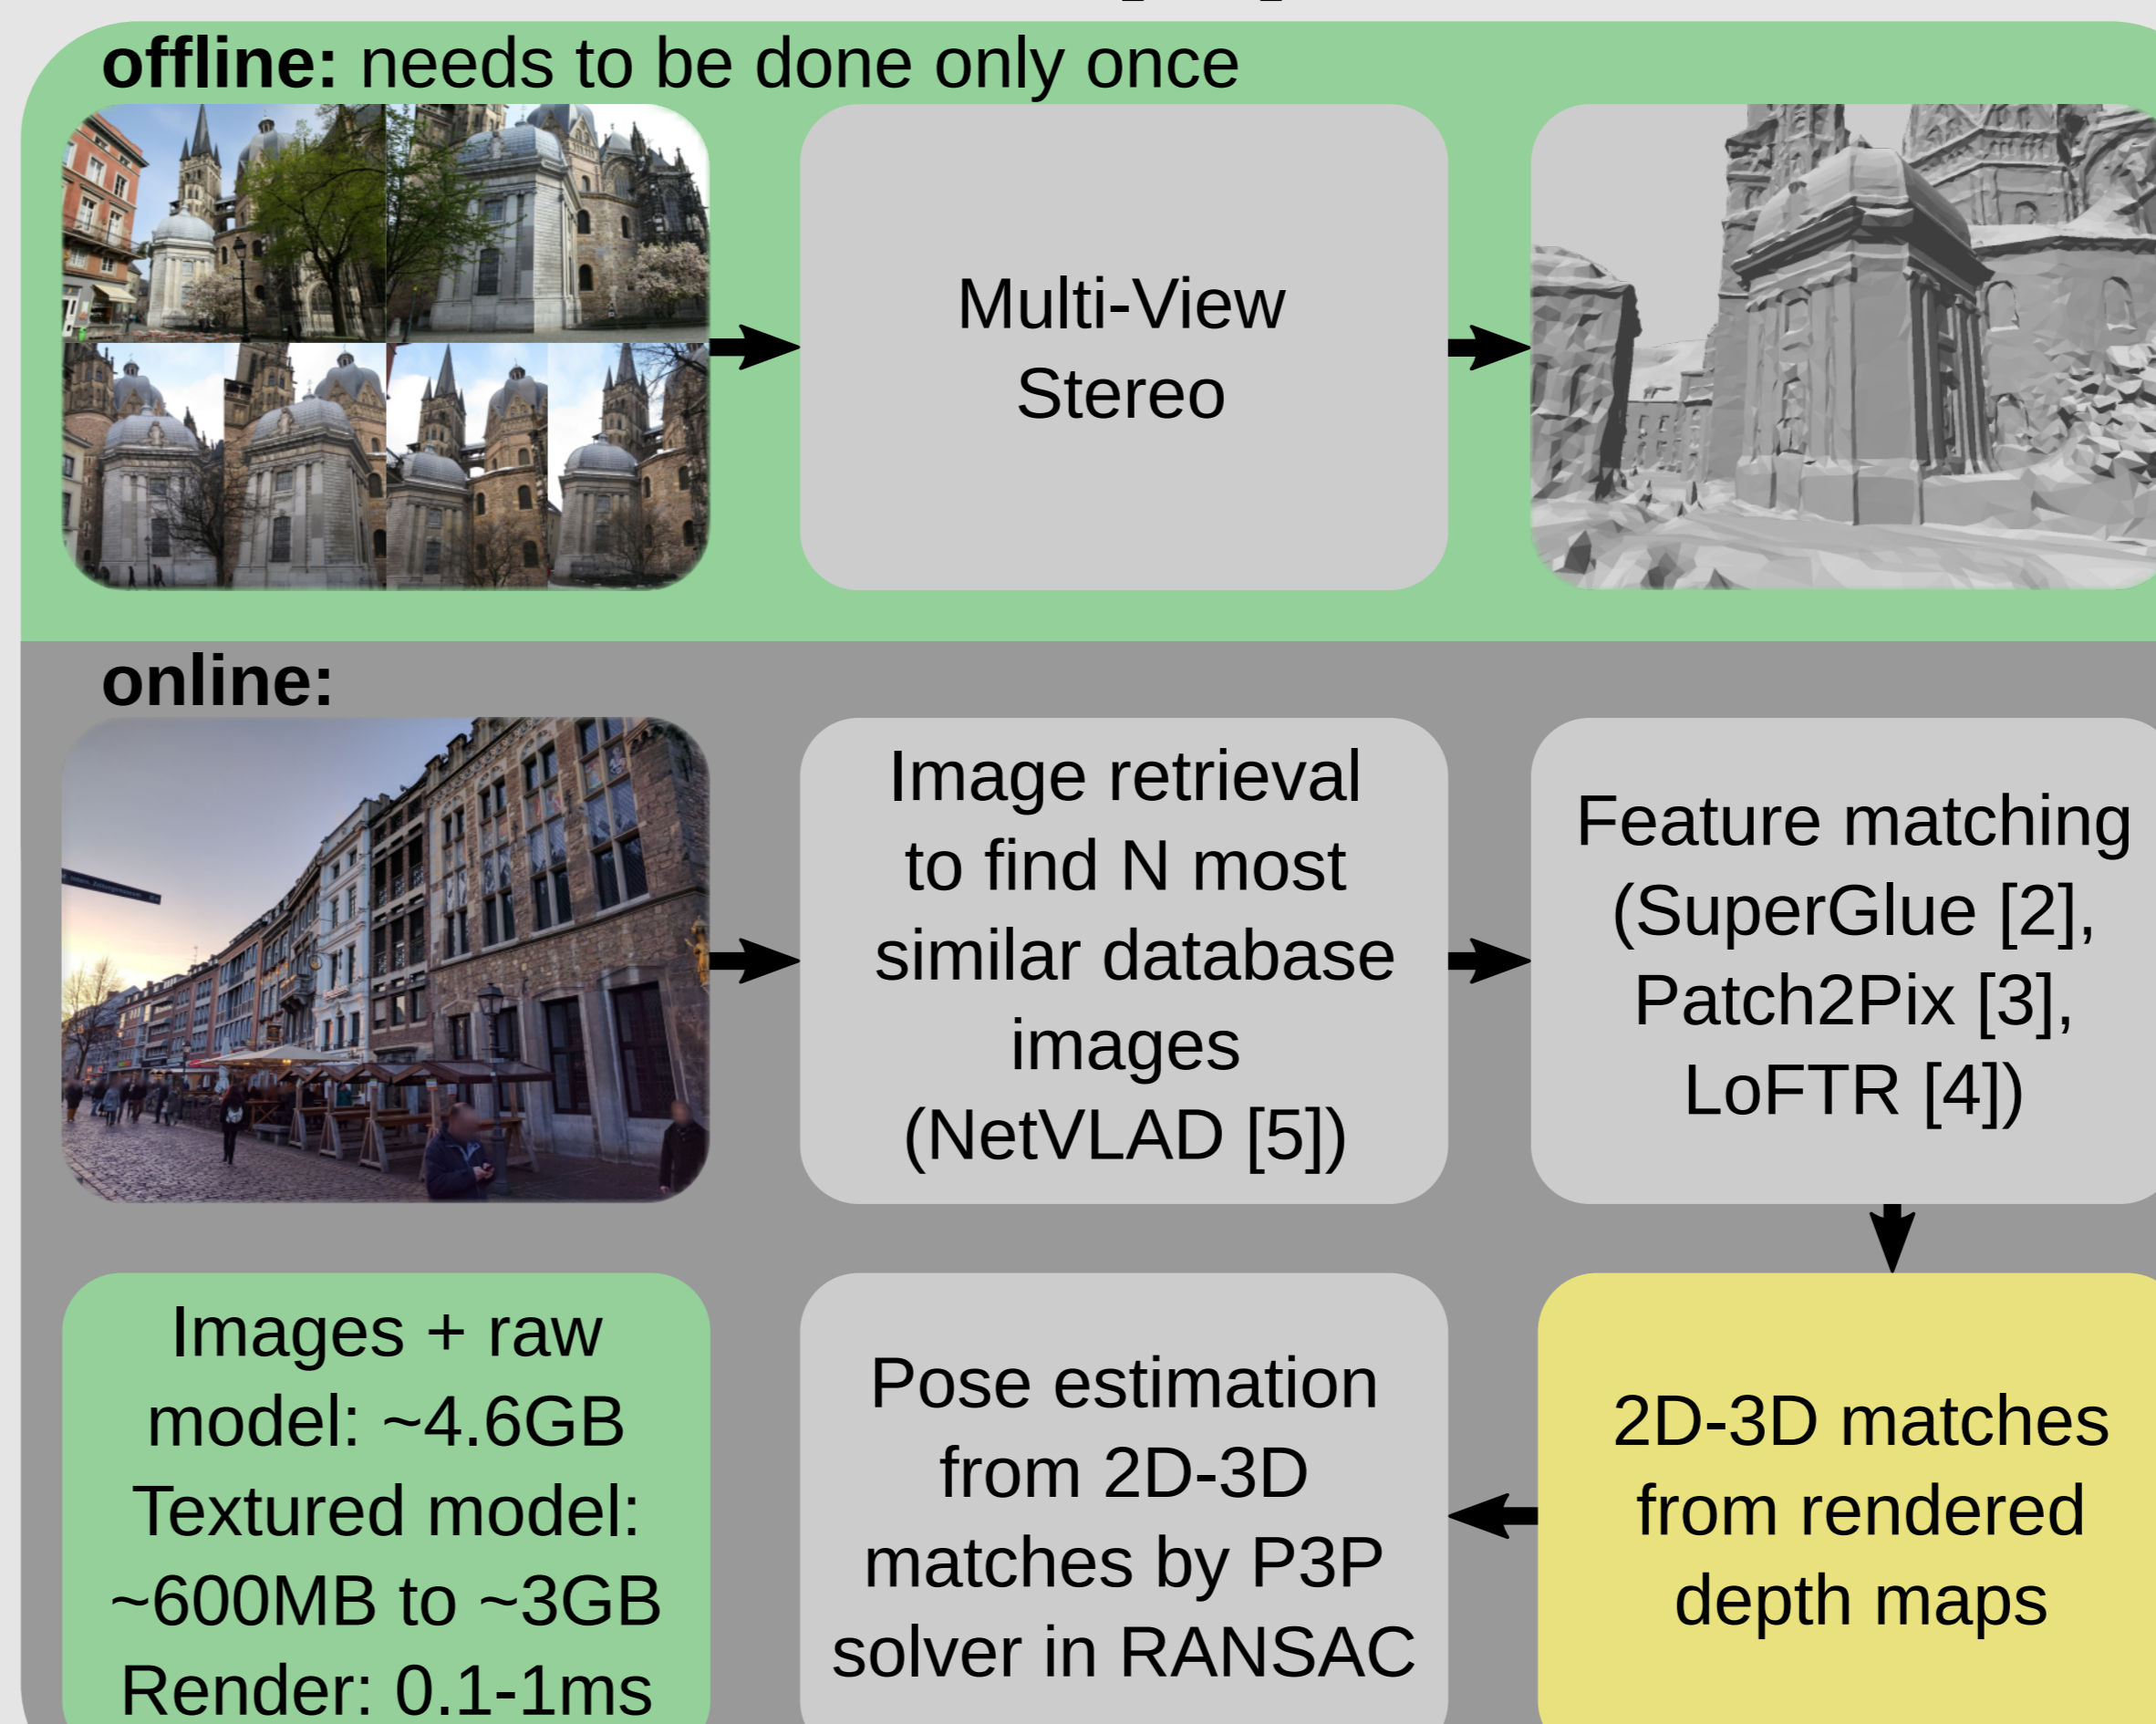 offline: needs to be done only once
Multi-View
Stereo
online:
Image retrieval
to find N most
similar database
images
(NetVLAD [5])
Feature matching
(SuperGlue [2],
Patch2Pix [3],
LoFTR [4])
Images + raw
model: ~4.6GB
Textured model:
~600MB to ~3GB
Render: 0.1-1ms
Pose estimation
from 2D-3D
matches by P3P
solver in RANSAC
2D-3D matches
from rendered
depth maps